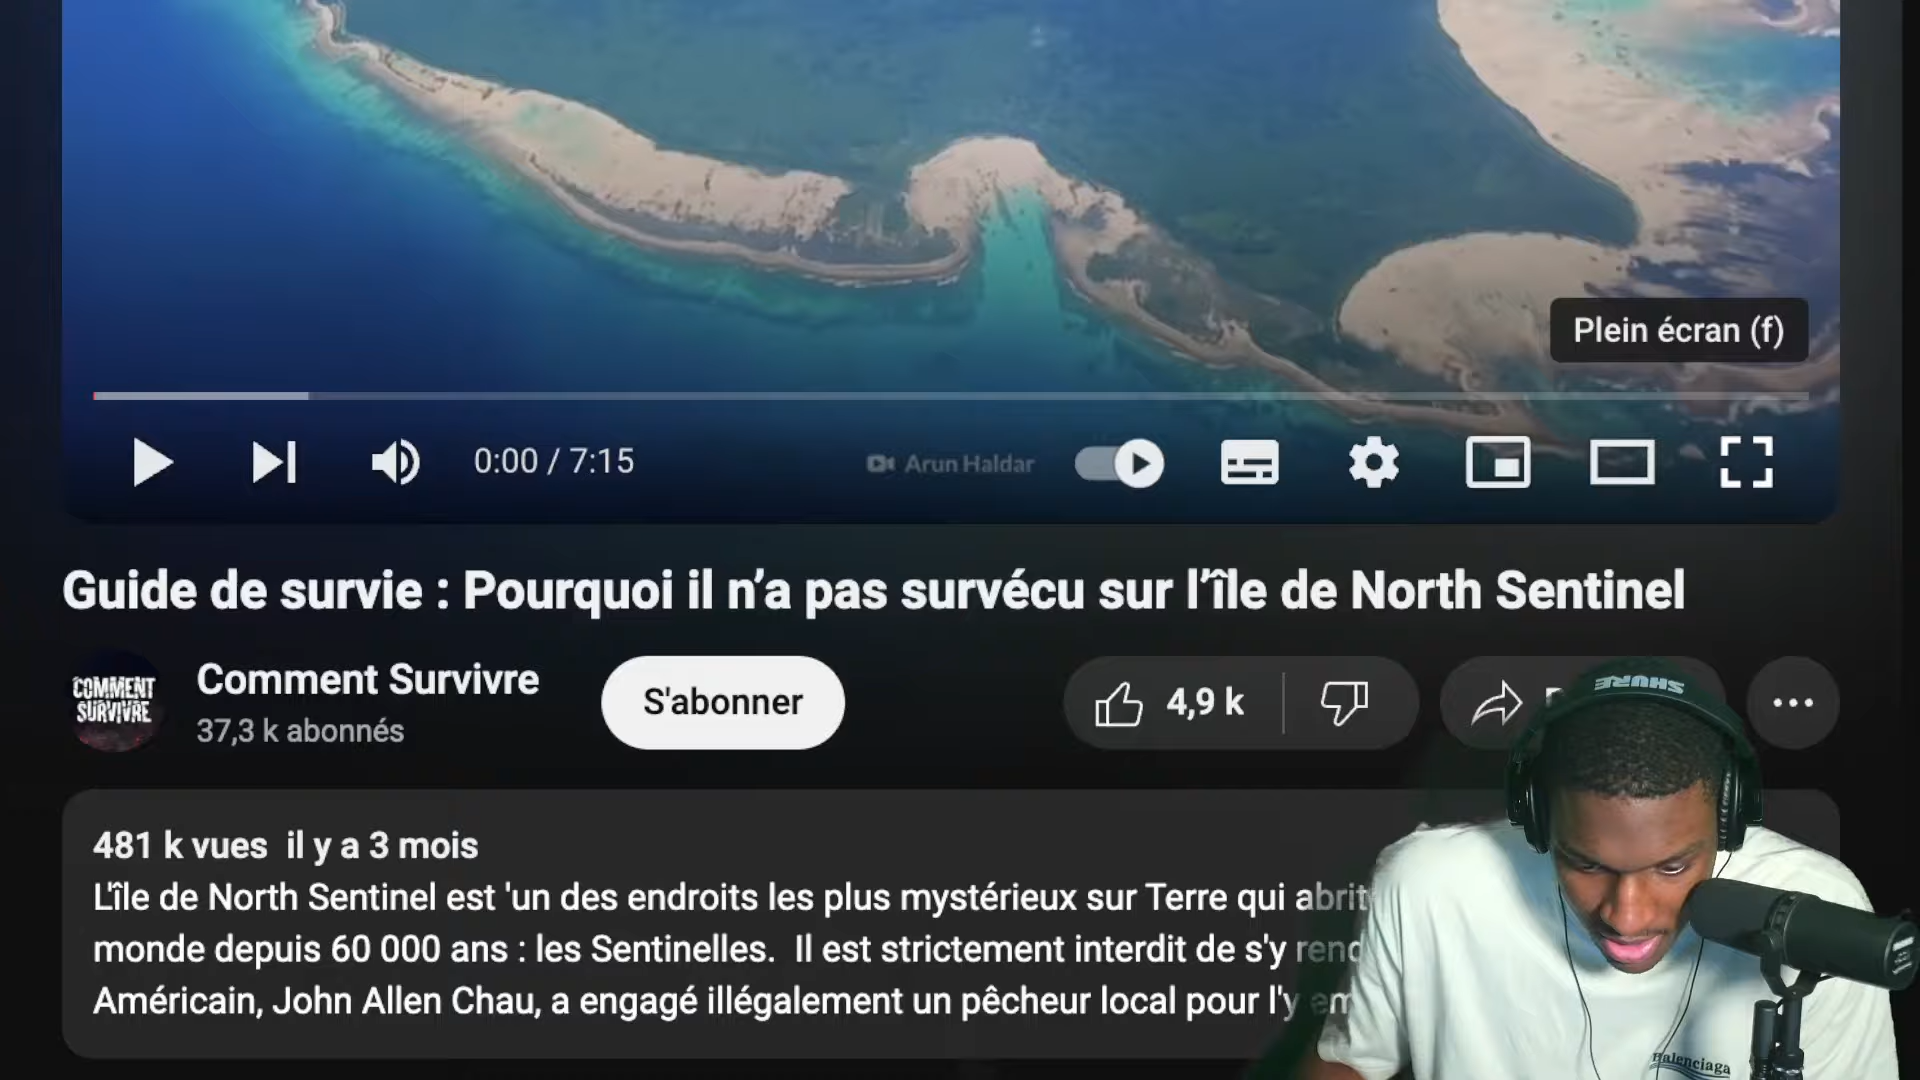 Plein écran (f)
0:00 / 7:15
Arun Haldar
Guide de survie : Pourquoi il n’a pas survécu sur l’île de North Sentinel
COMMENT
SURVIVRE
Comment Survivre
37,3 k abonnés
S'abonner
4,9 k
SHURE
481 k vues il y a 3 mois
L'île de North Sentinel est 'un des endroits les plus mystérieux sur Terre qui
monde depuis 60 000 ans : les Sentinelles. Il est strictement interdit de s'y
Américain, John Allen Chau, a engagé illégalement un pêcheur local pour l'y
Balenciaga